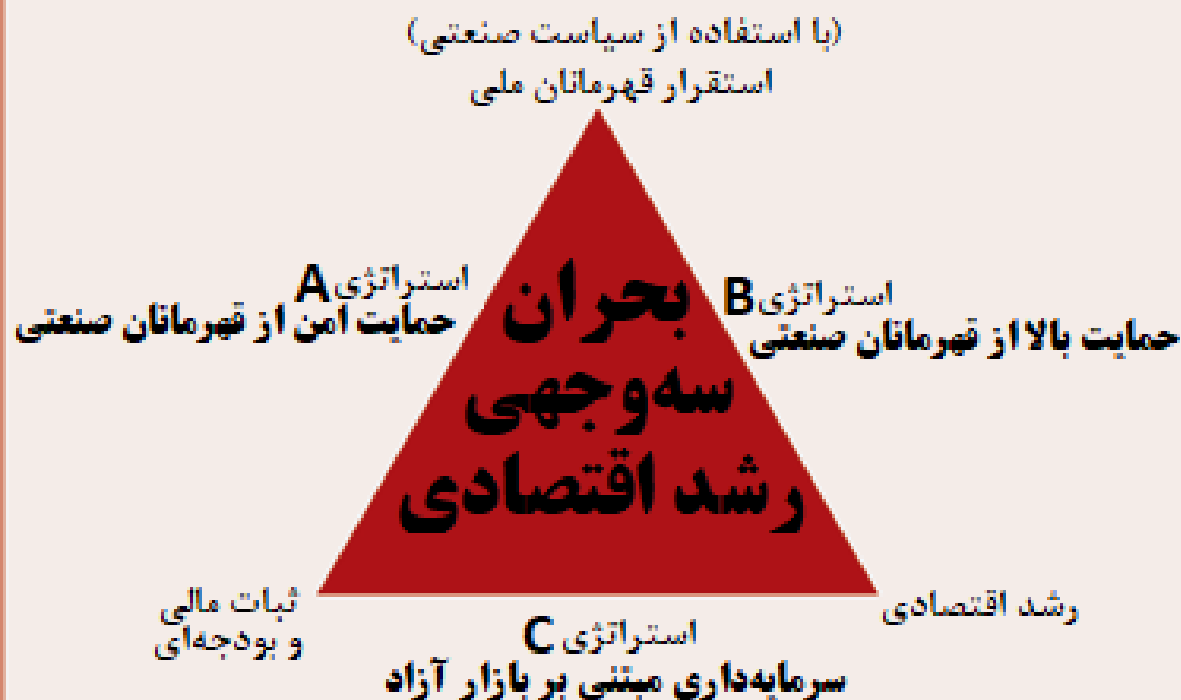 (با استفاده از سیاست صنعتی)
استقرار قهرمانان ملی
استراتژی B
حمایت بالا از قهرمانان صنعتی
استراتژی A
حمایت امن از قهرمانان صنعتی
بحران
سه‌وجهی
رشد اقتصادی
رشد اقتصادی
ثبات مالی
و بودجه‌ای
استراتژی C
سرمایه‌داری مبتنی بر بازار آزاد